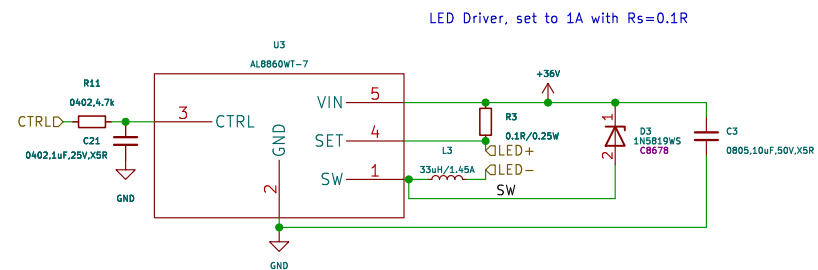 LED Driver, set to 1A with Rs=0.1R
U3
AL8860WT-7
+36V
R11
0402,4.7k
CTRL
3
CTRL
VIN
5
R3
0.1R/0.25W
D3
1N5819WS
C8678
1
2
C3
0805,10uF,50V,X5R
C21
0402,1uF,25V,X5R
GND
SET
4
LED+
L3
33uH/1.45A
LED-
SW
1
SW
GND
2
GND